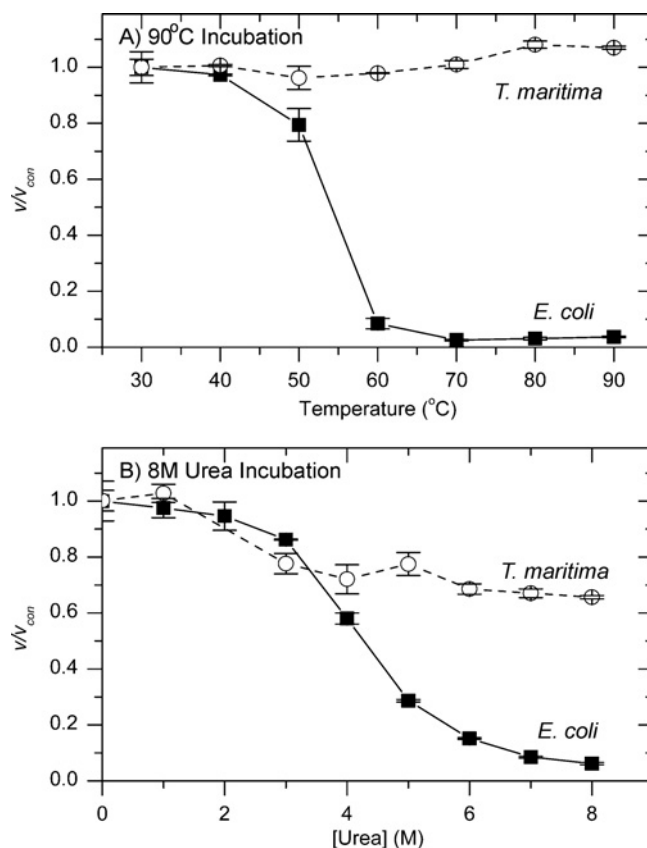 A) 90°C Incubation
1.0
0.8
0.6
0.4
0.2
0.0
v/v_con
T. maritima
E. coli
30 40 50 60 70 80 90
Temperature (°C)
B) 8M Urea Incubation
1.0
0.8
0.6
0.4
0.2
0.0
v/v_con
T. maritima
E. coli
0 2 4 6 8
[Urea] (M)